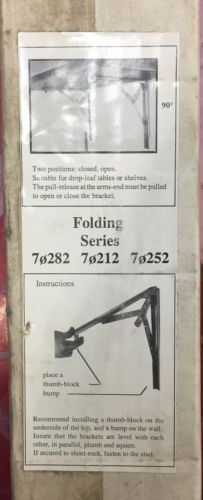 90°
Two positions: closed, open.
Suitable for drop-leaf tables or shelves.
The pull-release at the arms-end must be pulled
to open or close the bracket.
Folding
Series
7ø282 7ø212 7ø252
Instructions
place a
thumb-block
bump
Recommend installing a thumb-block on the
underside of the top, and a bump on the wall.
Insure that the brackets are level with each
other, in parallel, plumb and square.
If secured to sheet-rock, fasten to the stud.